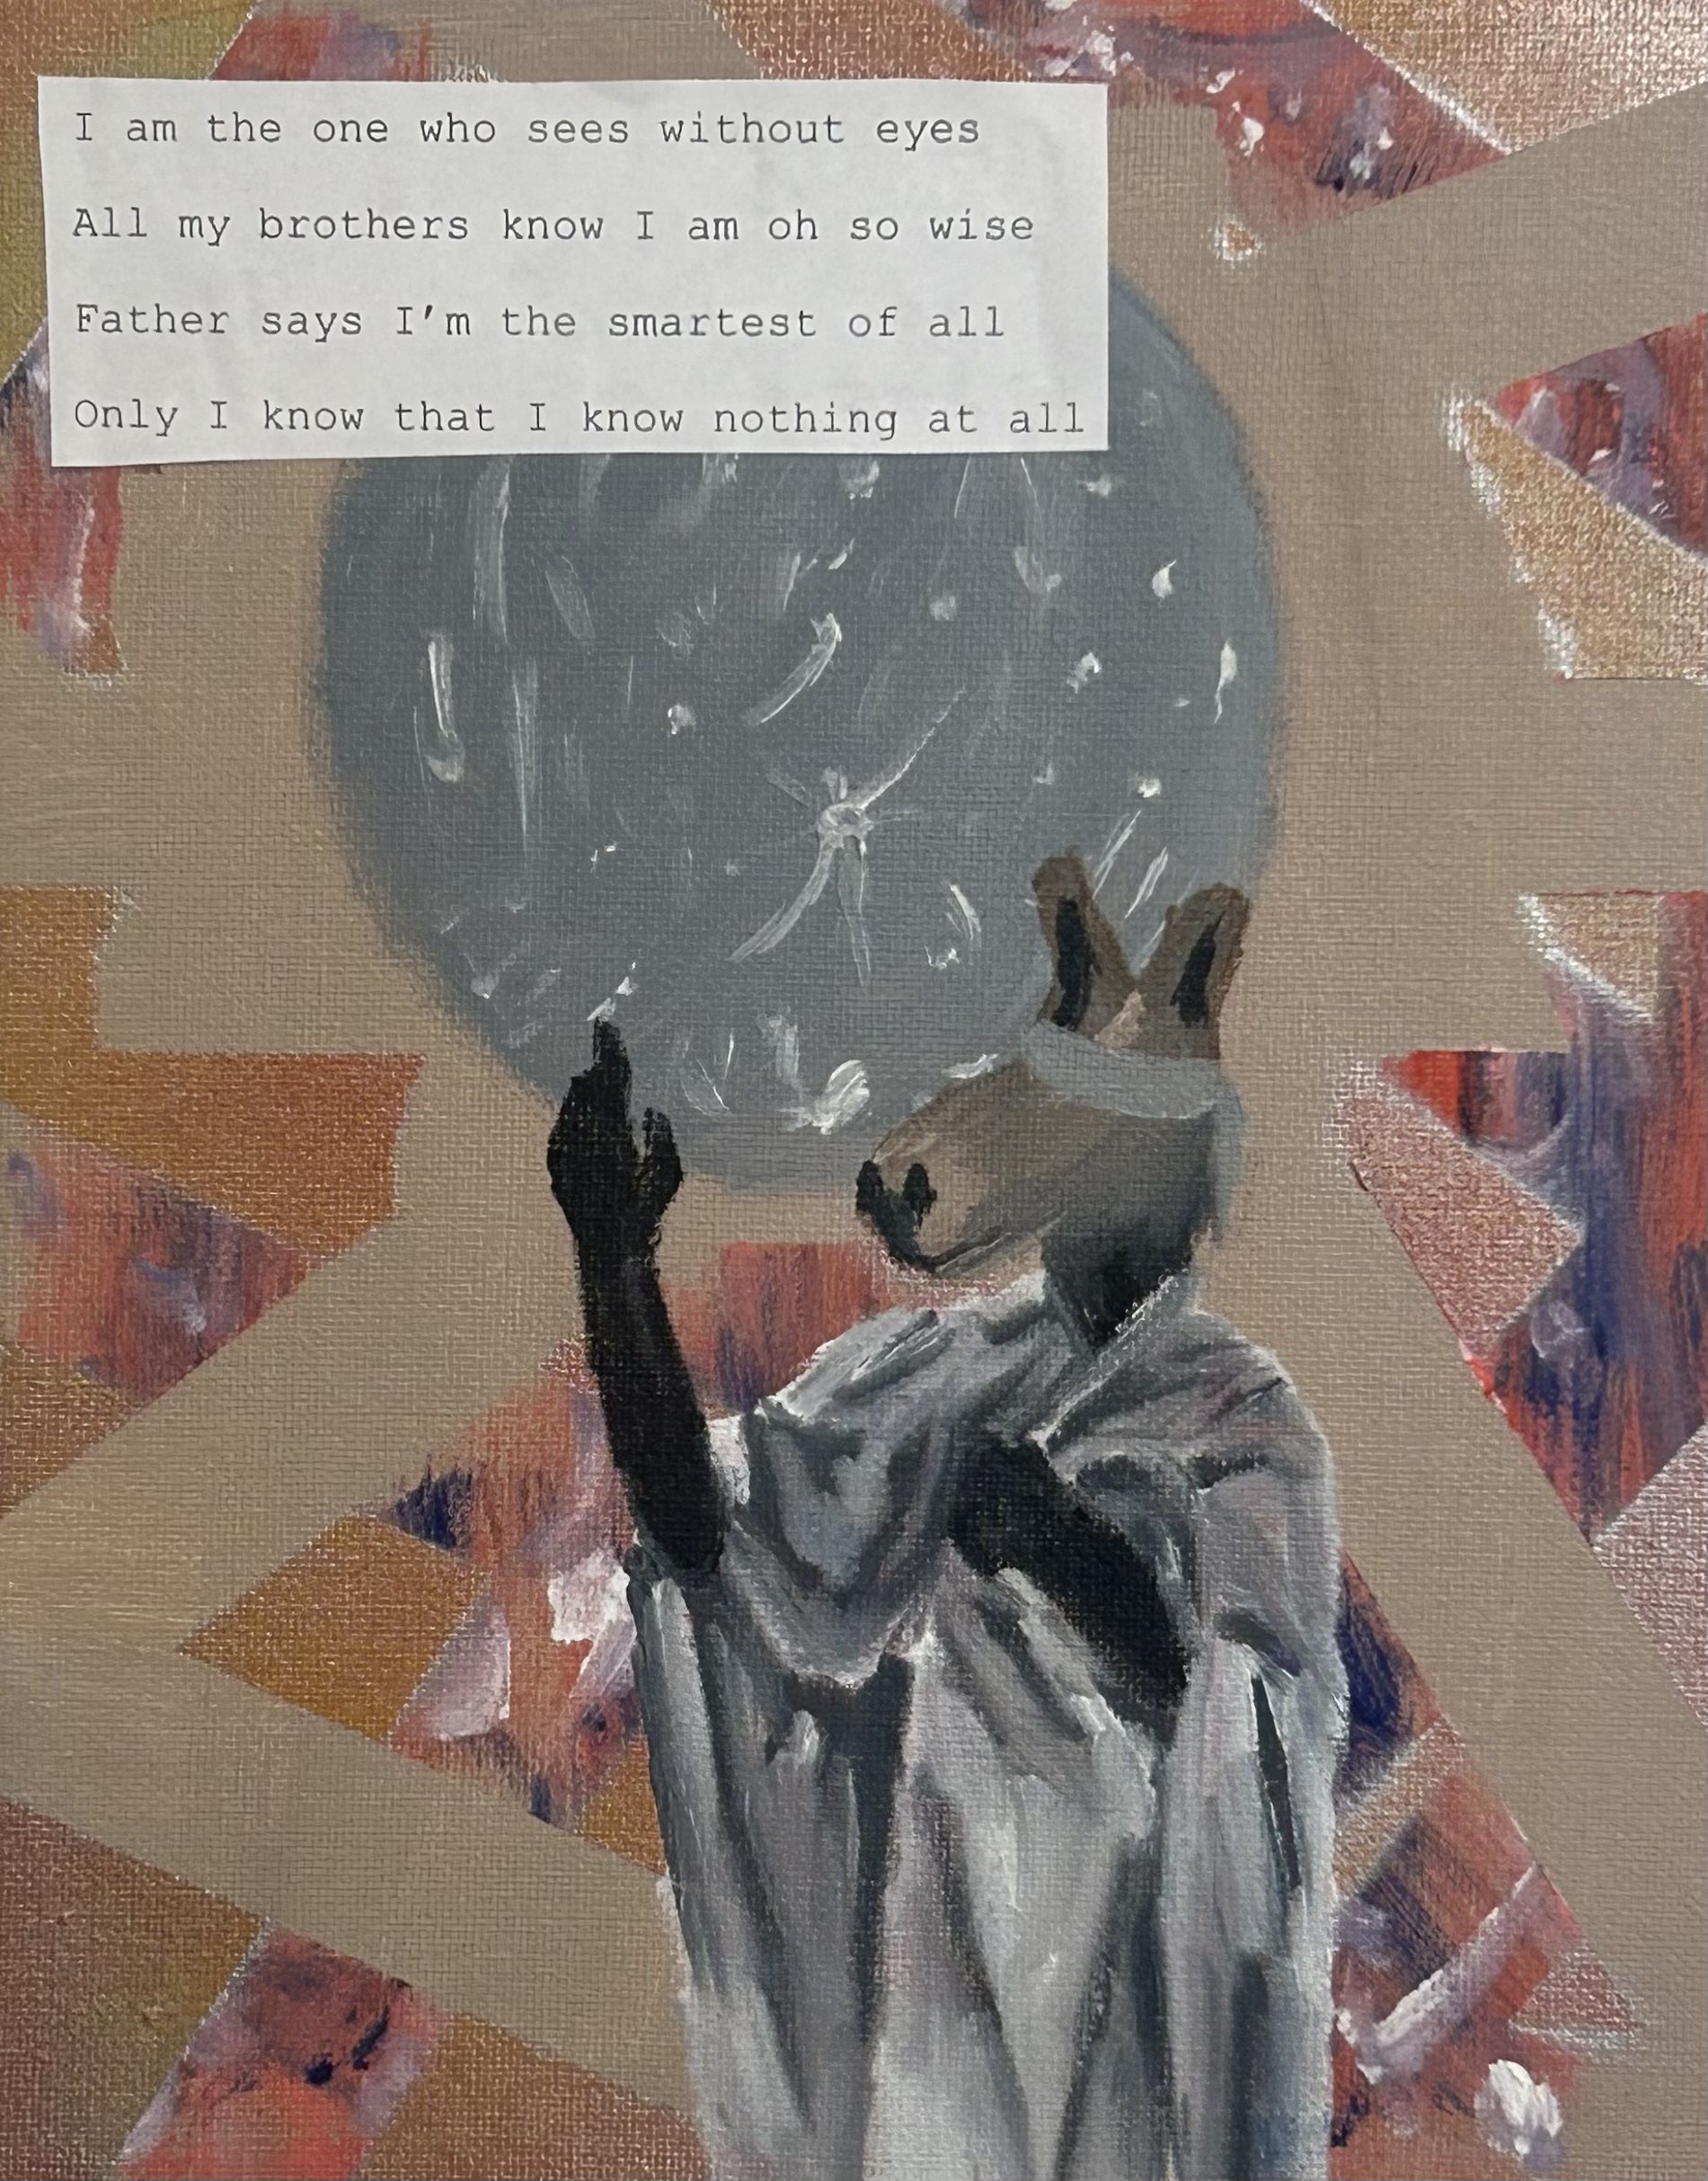 I am the one who sees without eyes
All my brothers know I am oh so wise
Father says I'm the smartest of all
Only I know that I know nothing at all